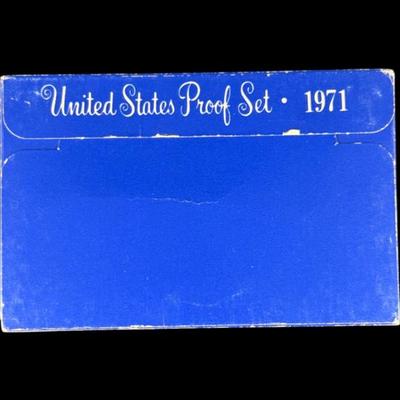 United States Proof Set · 1971